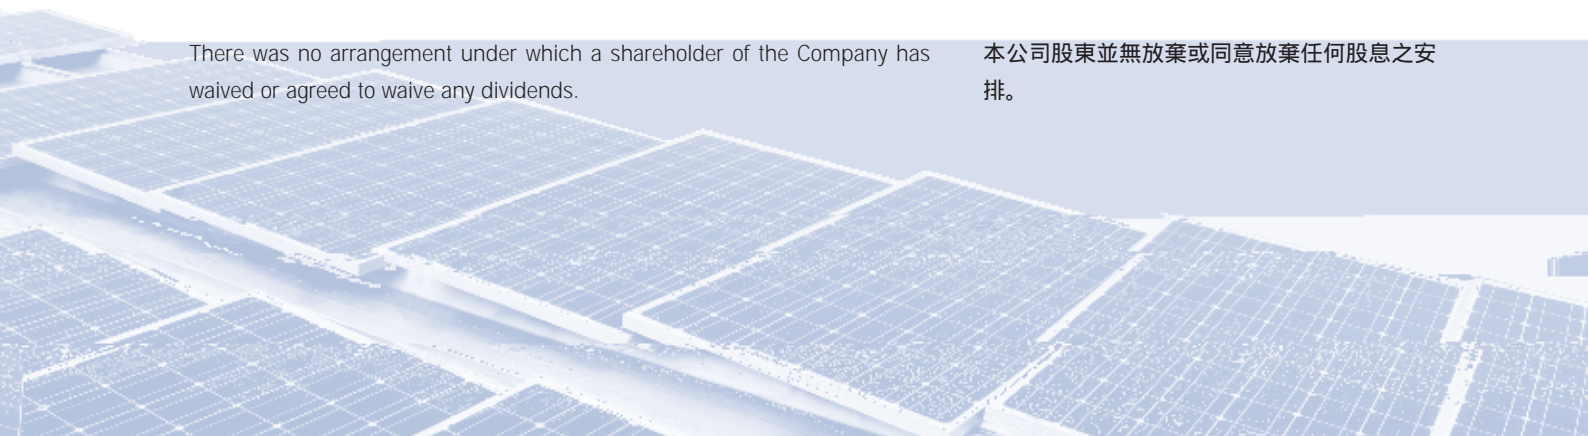 There was no arrangement under which a shareholder of the Company has
waived or agreed to waive any dividends.
本公司股東並無放棄或同意放棄任何股息之安
排。